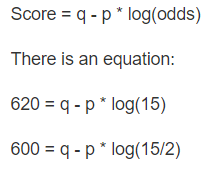 Score = q - p * log(odds)
There is an equation:
620 = q - p * log(15)
600 = q - p * log(15/2)